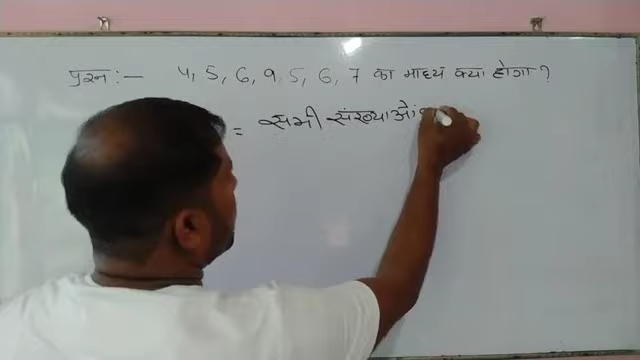 प्रश्न :- 4, 5, 6, 9, 5, 6, 7 का माध्य क्या होगा ?
= सभी संख्याओं